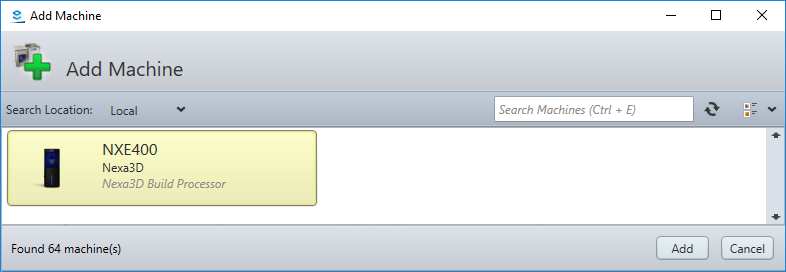 Add Machine
Add Machine
Search Location: Local Search Machines (Ctrl + E)
NXE400
Nexa3D
Nexa3D Build Processor
Found 64 machine(s) Add Cancel